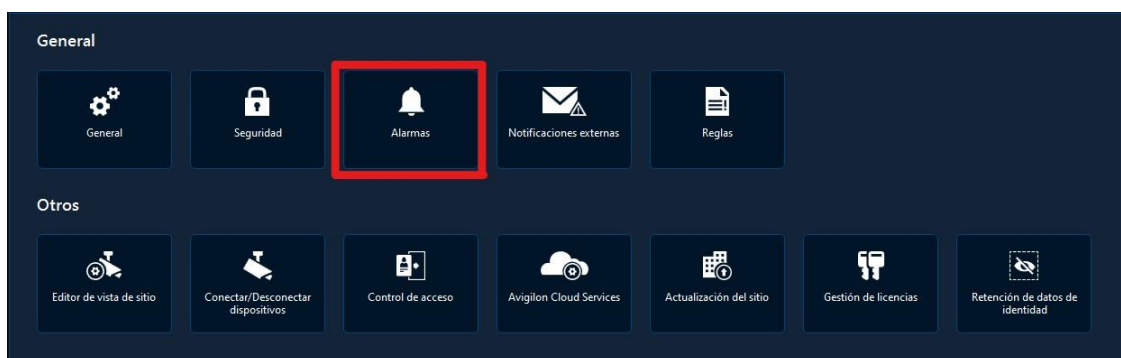 General
General
Seguridad
Alarmas
Notificaciones externas
Reglas
Otros
Editor de vista de sitio
Conectar/Desconectar
dispositivos
Control de acceso
Avigilon Cloud Services
Actualización del sitio
Gestión de licencias
Retención de datos de
identidad